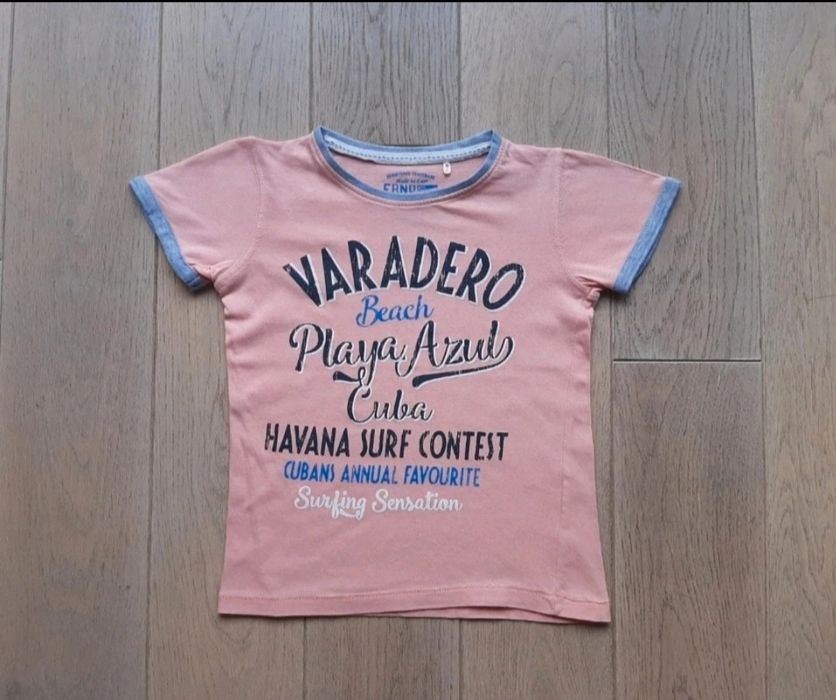 VARADERO
Beach
Playa Azul
Cuba
HAVANA SURF CONTEST
CUBANS ANNUAL FAVOURITE
Surfing Sensation